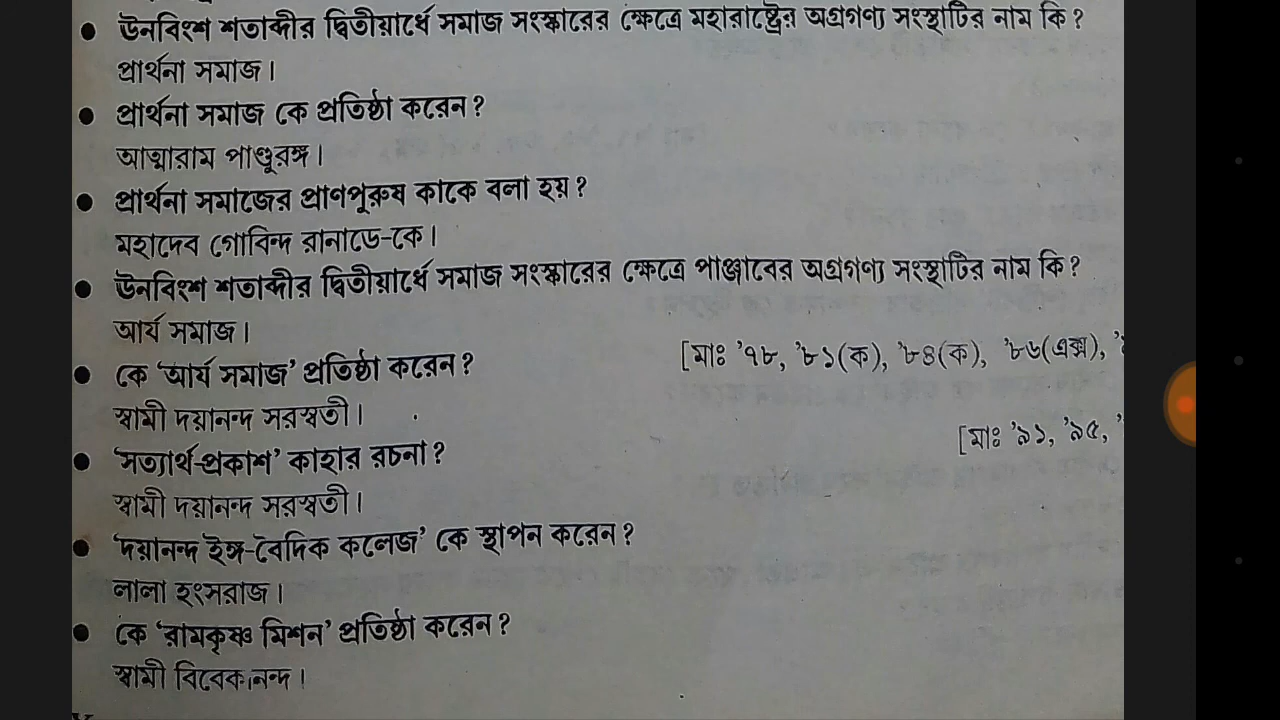 ● ঊনবিংশ শতাব্দীর দ্বিতীয়ার্ধে সমাজ সংস্কারের ক্ষেত্রে মহারাষ্ট্রের অগ্রগণ্য সংস্থাটির নাম কি?
প্রার্থনা সমাজ।
● প্রার্থনা সমাজ কে প্রতিষ্ঠা করেন?
আত্মারাম পাণ্ডুরঙ্গ।
● প্রার্থনা সমাজের প্রাণপুরুষ কাকে বলা হয়?
মহাদেব গোবিন্দ রানাডে-কে।
● ঊনবিংশ শতাব্দীর দ্বিতীয়ার্ধে সমাজ সংস্কারের ক্ষেত্রে পাঞ্জাবের অগ্রগণ্য সংস্থাটির নাম কি?
আর্য সমাজ।
● কে ‘আর্য সমাজ’ প্রতিষ্ঠা করেন? [মাঃ ’৭৮, ’৮১(ক), ’৮৪(ক), ’৮৬(এক্স),
স্বামী দয়ানন্দ সরস্বতী।
● ‘সত্যার্থ-প্রকাশ’ কাহার রচনা? [মাঃ ’৯১, ’৯৫,
স্বামী দয়ানন্দ সরস্বতী।
● ‘দয়ানন্দ ইঙ্গ-বৈদিক কলেজ’ কে স্থাপন করেন?
লালা হংসরাজ।
● কে ‘রামকৃষ্ণ মিশন’ প্রতিষ্ঠা করেন?
স্বামী বিবেকানন্দ।